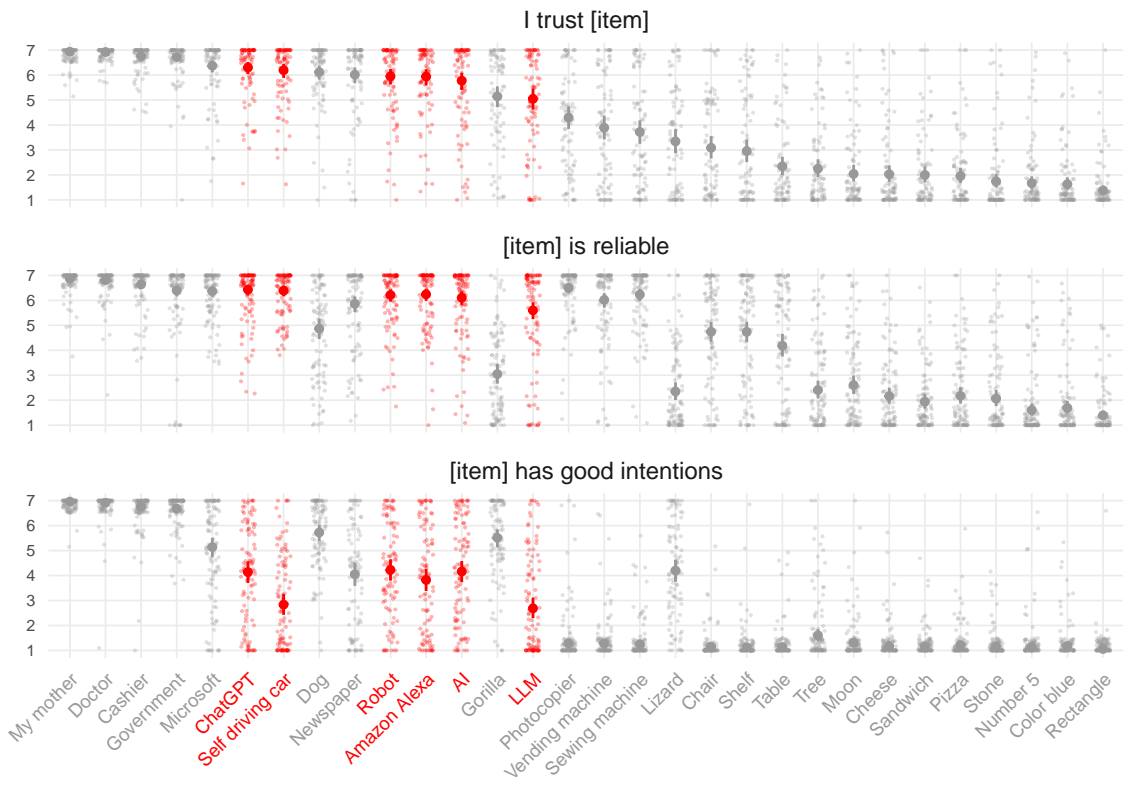 I trust [item]
7
6
5
4
3
2
1
[item] is reliable
7
6
5
4
3
2
1
[item] has good intentions
7
6
5
4
3
2
1
My mother
Doctor
Cashier
Government
Microsoft
ChatGPT
Self driving car
Dog
Newspaper
Robot
Amazon Alexa
AI
Gorilla
LLM
Photocopier
Vending machine
Sewing machine
Lizard
Chair
Shelf
Table
Tree
Moon
Cheese
Sandwich
Pizza
Stone
Number 5
Color blue
Rectangle